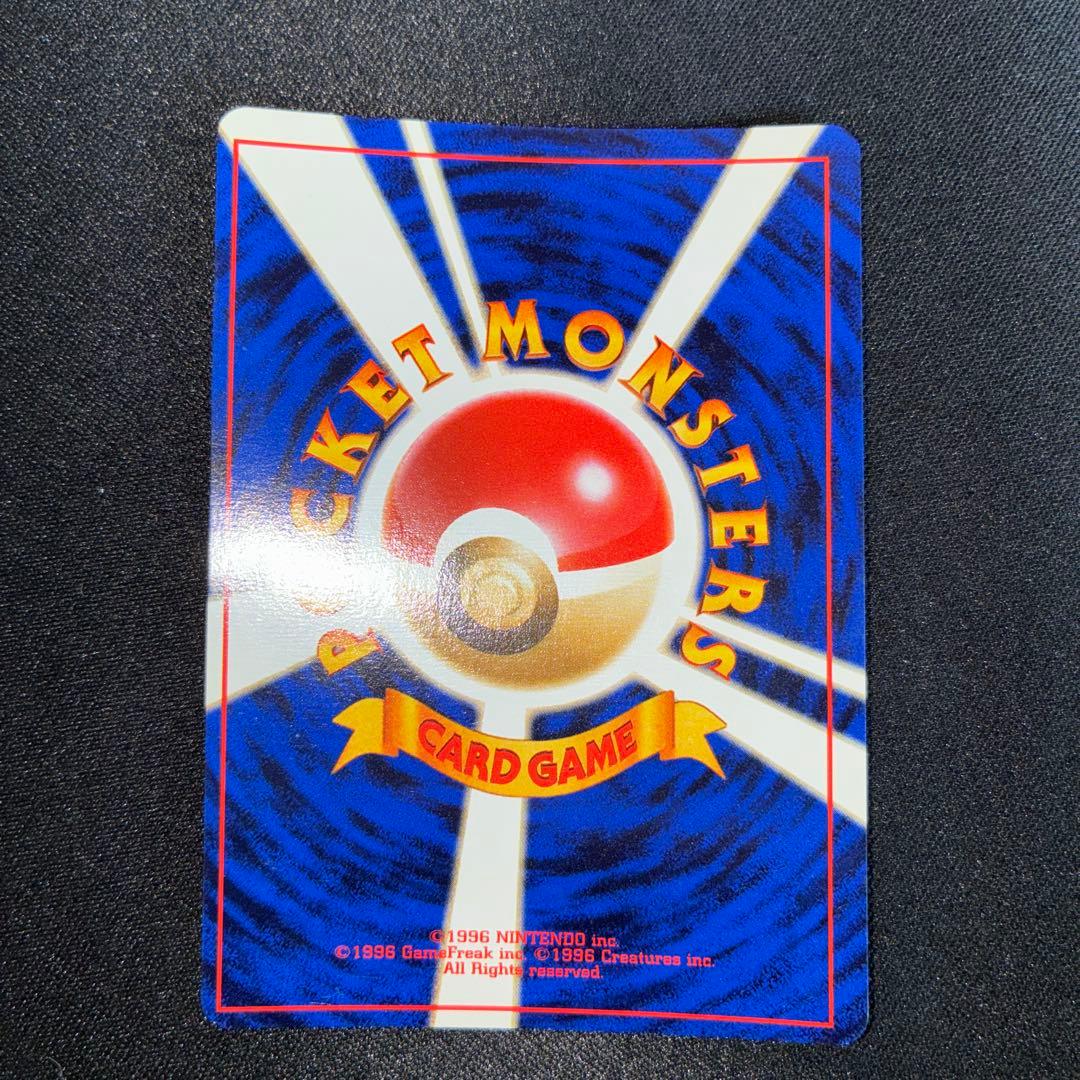 POCKET MONSTERS
CARD GAME
©1996 NINTENDO inc.
©1996 GameFreak inc. ©1996 Creatures inc.
All Rights reserved.